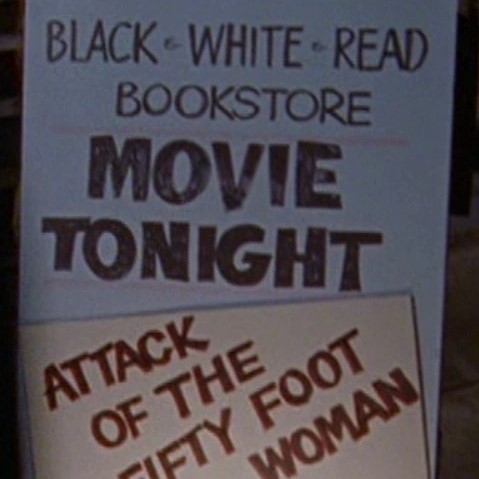 BLACK & WHITE & READ
BOOKSTORE
MOVIE
TONIGHT
ATTACK
OF THE
FIFTY FOOT
WOMAN